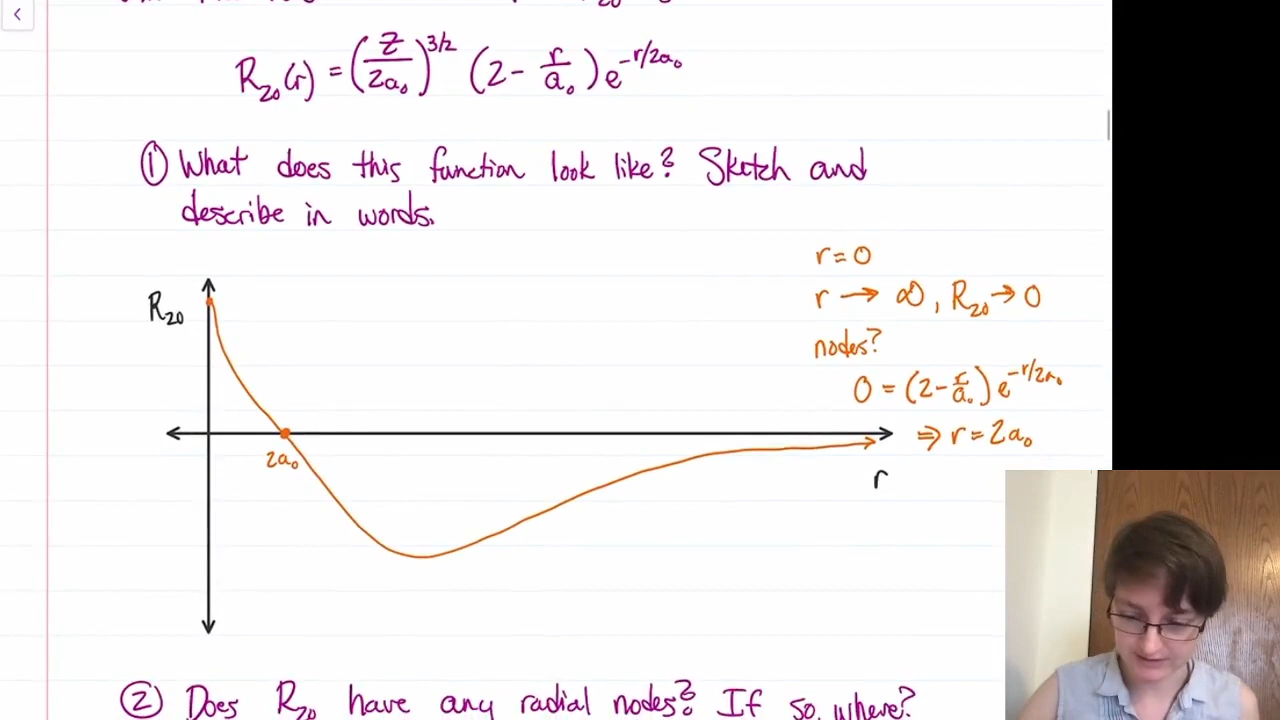 R₂₀(r) = (Z/2a₀)^3/2 (2 - r/a₀) e^-r/2a₀
① What does this function look like? Sketch and
describe in words.
R₂₀
2a₀
r
r = 0
r → ∞, R₂₀ → 0
nodes?
0 = (2 - r/a₀) e^-r/2a₀
⇒ r = 2a₀
② Does R₂₀ have any radial nodes? If so, where?